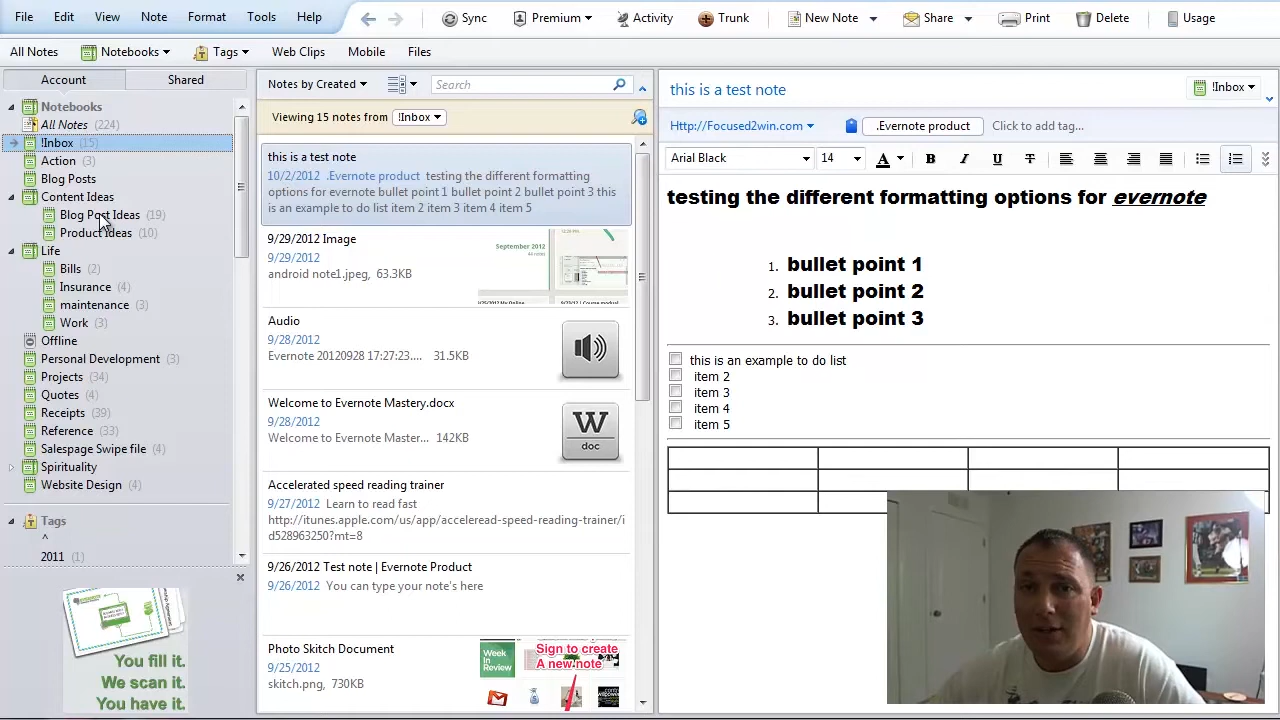 File Edit View Note Format Tools Help
Sync Premium Activity Trunk New Note Share Print Delete Usage
All Notes Notebooks Tags Web Clips Mobile Files
Account Shared
Notebooks
All Notes (224)
!Inbox (15)
Action (3)
Blog Posts
Content Ideas
Blog Post Ideas (19)
Product Ideas (10)
Life
Bills (2)
Insurance (4)
maintenance (3)
Work (3)
Offline
Personal Development (3)
Projects (34)
Quotes (4)
Receipts (39)
Reference (33)
Salespage Swipe file (4)
Spirituality
Website Design (4)
Tags
^
2011 (1)
You fill it.
We scan it.
You have it.
Notes by Created Search
Viewing 15 notes from !Inbox
this is a test note
10/2/2012 .Evernote product testing the different formatting
options for evernote bullet point 1 bullet point 2 bullet point 3 this
is an example to do list item 2 item 3 item 4 item 5
9/29/2012 Image
9/29/2012
android not1.jpeg, 63.3KB
September 2012
Audio
9/28/2012
Evernote 20120928 17:27:23.... 31.5KB
Welcome to Evernote Mastery.docx
9/28/2012
Welcome to Evernote Master... 142KB
W
doc
Accelerated speed reading trainer
9/27/2012 Learn to read fast
http://itunes.apple.com/us/app/acceleread-speed-reading-trainer/i
d528963250?mt=8
9/26/2012 Test note | Evernote Product
9/26/2012 You can type your note's here
Photo Skitch Document
9/25/2012
skitch.png, 730KB
Week
In
Review
Sign to create
A new note
this is a test note !Inbox
Http://Focused2win.com .Evernote product Click to add tag...
Arial Black 14 A B I U T
testing the different formatting options for evernote
1. bullet point 1
2. bullet point 2
3. bullet point 3
this is an example to do list
item 2
item 3
item 4
item 5